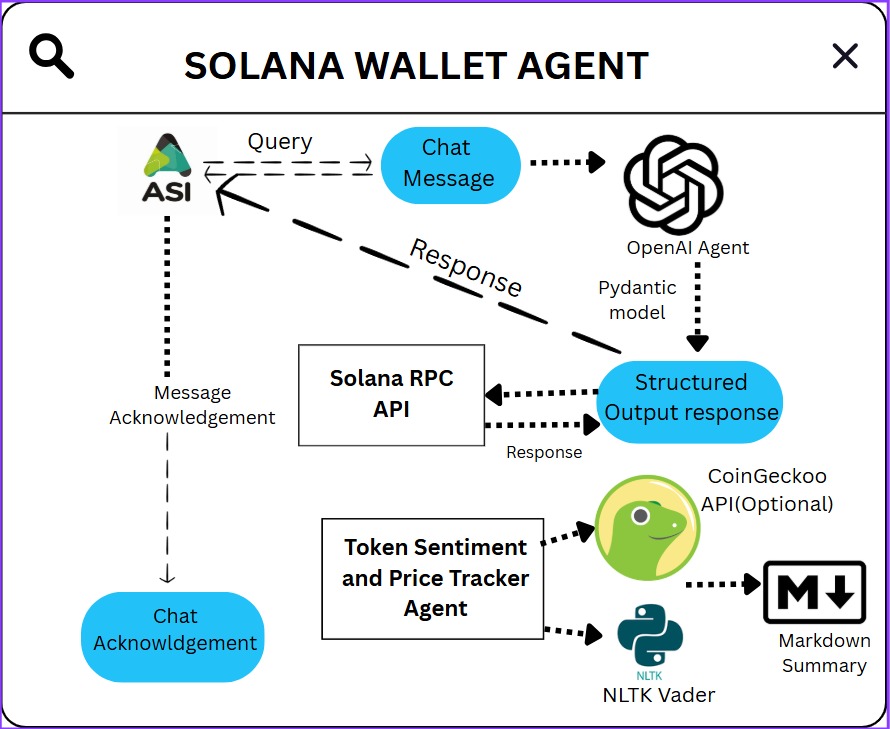 SOLANA WALLET AGENT
Query
Chat
Message
ASI
OpenAI Agent
Response
Pydantic
model
Solana RPC
API
Structured
Output response
Message
Acknowledgement
Response
CoinGeckoo
API(Optional)
Token Sentiment
and Price Tracker
Agent
M
Chat
Acknowldgement
Markdown
Summary
NLTK
NLTK Vader